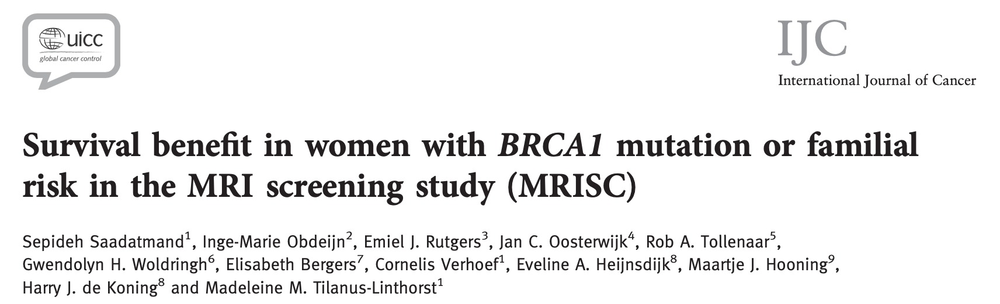 uicc
global cancer control
IJC
International Journal of Cancer
Survival benefit in women with BRCA1 mutation or familial
risk in the MRI screening study (MRISC)
Sepideh Saadatmand1, Inge-Marie Obdeijn2, Emiel J. Rutgers3, Jan C. Oosterwijk4, Rob A. Tollenaar5,
Gwendolyn H. Woldringh6, Elisabeth Bergers7, Cornelis Verhoef1, Eveline A. Heijnsdijk8, Maartje J. Hooning9,
Harry J. de Koning8 and Madeleine M. Tilanus-Linthorst1